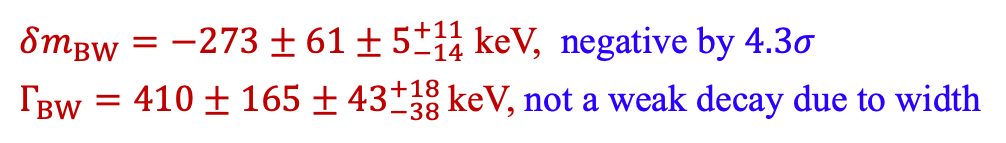 δm_BW = −273 ± 61 ± 5^{+11}_{−14} keV, negative by 4.3σ
Γ_BW = 410 ± 165 ± 43^{+18}_{−38} keV, not a weak decay due to width